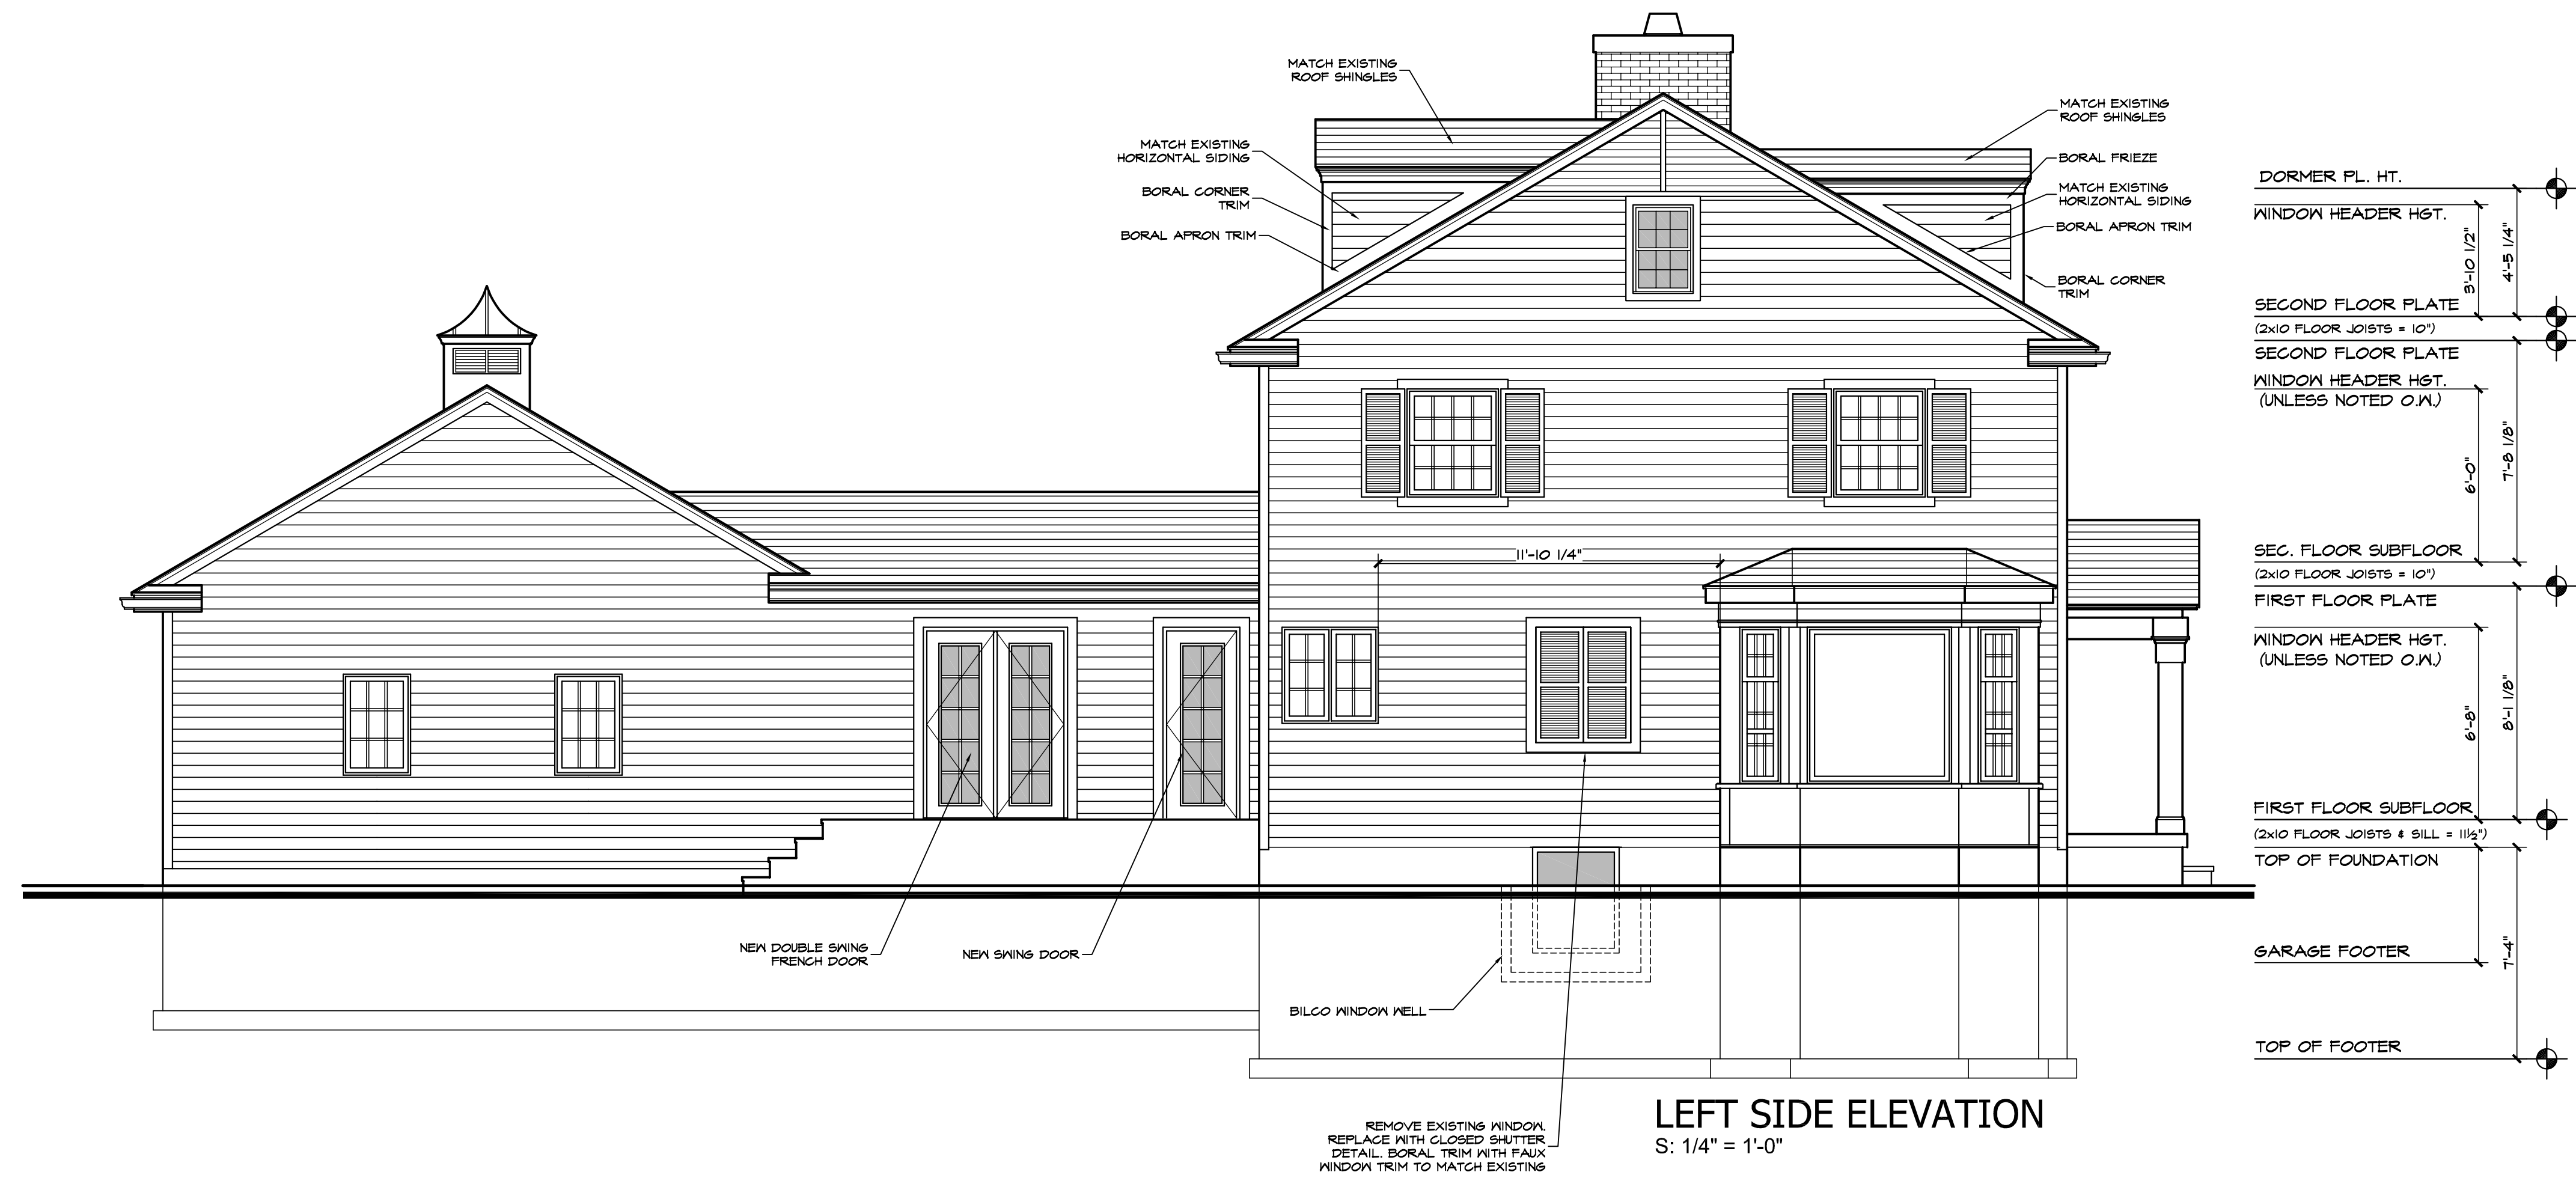 MATCH EXISTING
ROOF SHINGLES
MATCH EXISTING
HORIZONTAL SIDING
BORAL CORNER
TRIM
BORAL APRON TRIM
MATCH EXISTING
ROOF SHINGLES
BORAL FRIEZE
MATCH EXISTING
HORIZONTAL SIDING
BORAL APRON TRIM
BORAL CORNER
TRIM
DORMER PL. HT.
WINDOW HEADER HGT.
3'-10 1/2"
4'-5 1/4"
SECOND FLOOR PLATE
(2x10 FLOOR JOISTS = 10")
SECOND FLOOR PLATE
WINDOW HEADER HGT.
(UNLESS NOTED O.W.)
6'-0"
7'-8 1/8"
11'-10 1/4"
SEC. FLOOR SUBFLOOR
(2x10 FLOOR JOISTS = 10")
FIRST FLOOR PLATE
WINDOW HEADER HGT.
(UNLESS NOTED O.W.)
6'-8"
8'-1 1/8"
FIRST FLOOR SUBFLOOR
(2x10 FLOOR JOISTS & SILL = 11½")
TOP OF FOUNDATION
GARAGE FOOTER
7'-4"
TOP OF FOOTER
NEW DOUBLE SWING
FRENCH DOOR
NEW SWING DOOR
BILCO WINDOW WELL
REMOVE EXISTING WINDOW.
REPLACE WITH CLOSED SHUTTER
DETAIL. BORAL TRIM WITH FAUX
WINDOW TRIM TO MATCH EXISTING
LEFT SIDE ELEVATION
S: 1/4" = 1'-0"